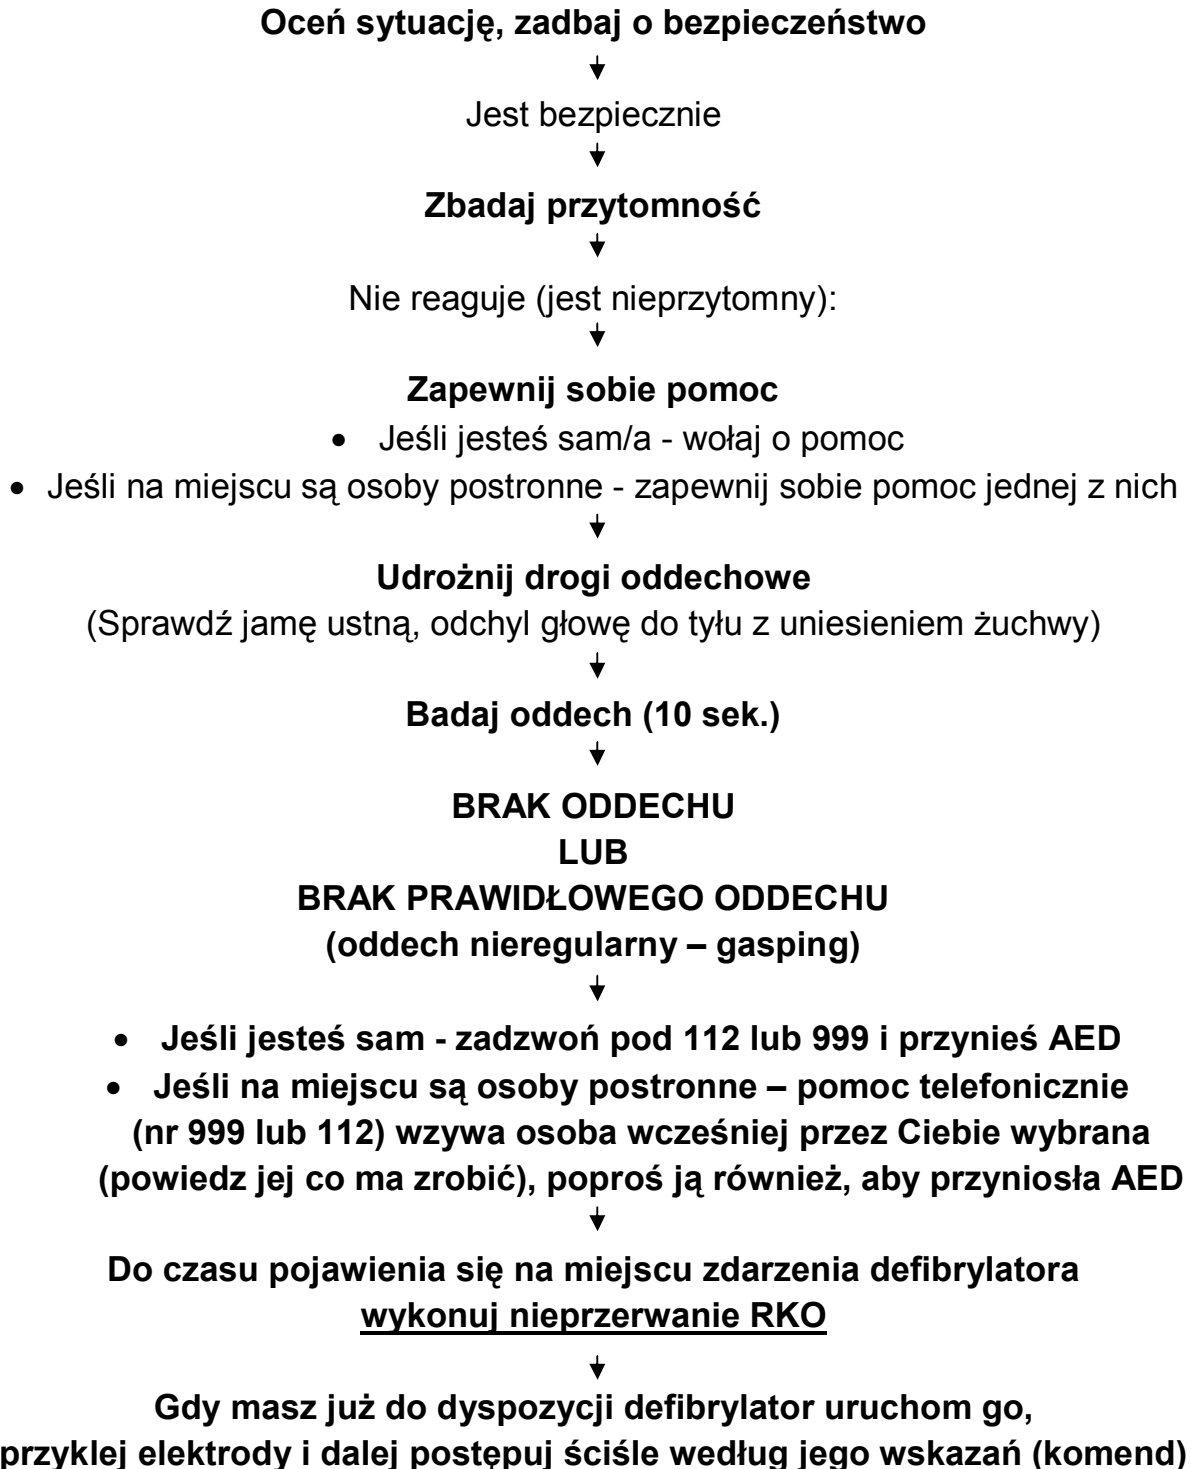 Oceń sytuację, zadbaj o bezpieczeństwo
Jest bezpiecznie
Zbadaj przytomność
Nie reaguje (jest nieprzytomny):
Zapewnij sobie pomoc
• Jeśli jesteś sam/a - wołaj o pomoc
• Jeśli na miejscu są osoby postronne - zapewnij sobie pomoc jednej z nich
Udrożnij drogi oddechowe
(Sprawdź jamę ustną, odchyl głowę do tyłu z uniesieniem żuchwy)
Badaj oddech (10 sek.)
BRAK ODDECHU
LUB
BRAK PRAWIDŁOWEGO ODDECHU
(oddech nieregularny – gasping)
• Jeśli jesteś sam - zadzwoń pod 112 lub 999 i przynieś AED
• Jeśli na miejscu są osoby postronne – pomoc telefonicznie
(nr 999 lub 112) wzywa osoba wcześniej przez Ciebie wybrana
(powiedz jej co ma zrobić), poproś ją również, aby przyniosła AED
Do czasu pojawienia się na miejscu zdarzenia defibrylatora
wykonuj nieprzerwanie RKO
Gdy masz już do dyspozycji defibrylator uruchom go,
przyklej elektrody i dalej postępuj ściśle według jego wskazań (komend)